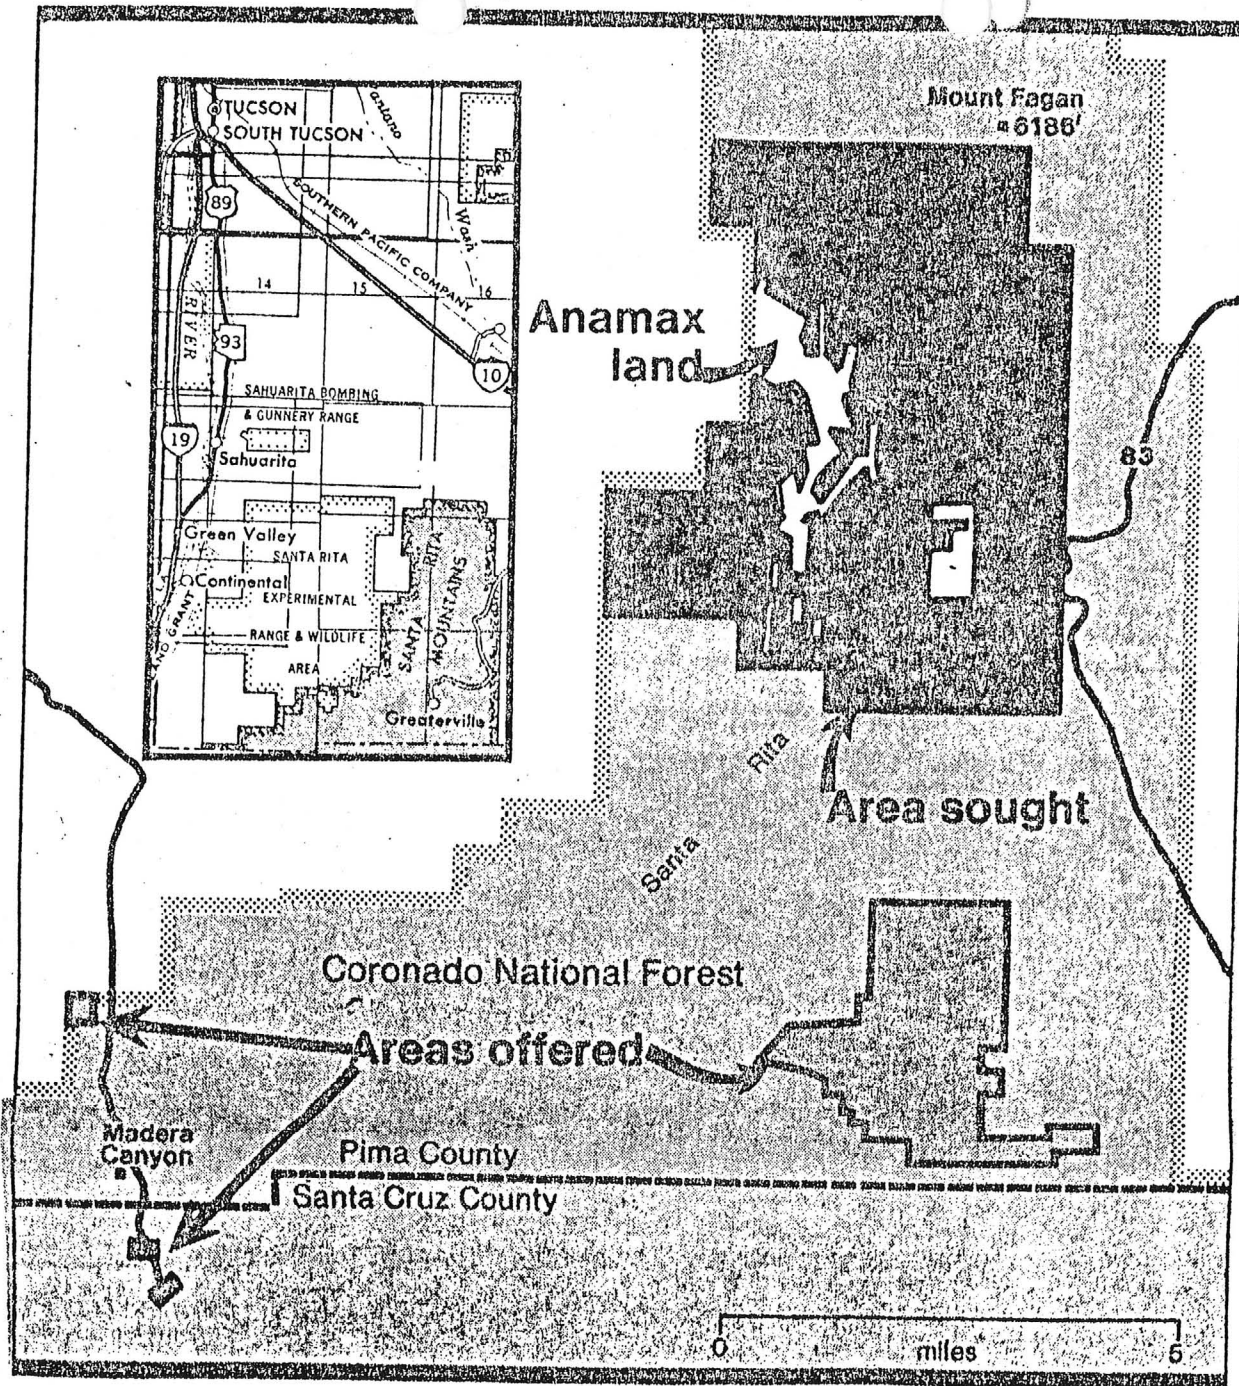 Mount Fagan
6186'
TUCSON
SOUTH TUCSON
89
SOUTHERN PACIFIC COMPANY
Wash
14
15
16
RIVER
93
10
Anamax
land
SAHUARITA BOMBING
& GUNNERY RANGE
19
Sahuarita
83
Green Valley
SANTA RITA
Continental
EXPERIMENTAL
RANGE & WILDLIFE
AREA
SANTA RITA
MOUNTAINS
LAND GRANT
Greaterville
Rita
Santa
Area sought
Coronado National Forest
Areas offered
Madera
Canyon
Pima County
Santa Cruz County
0
miles
5